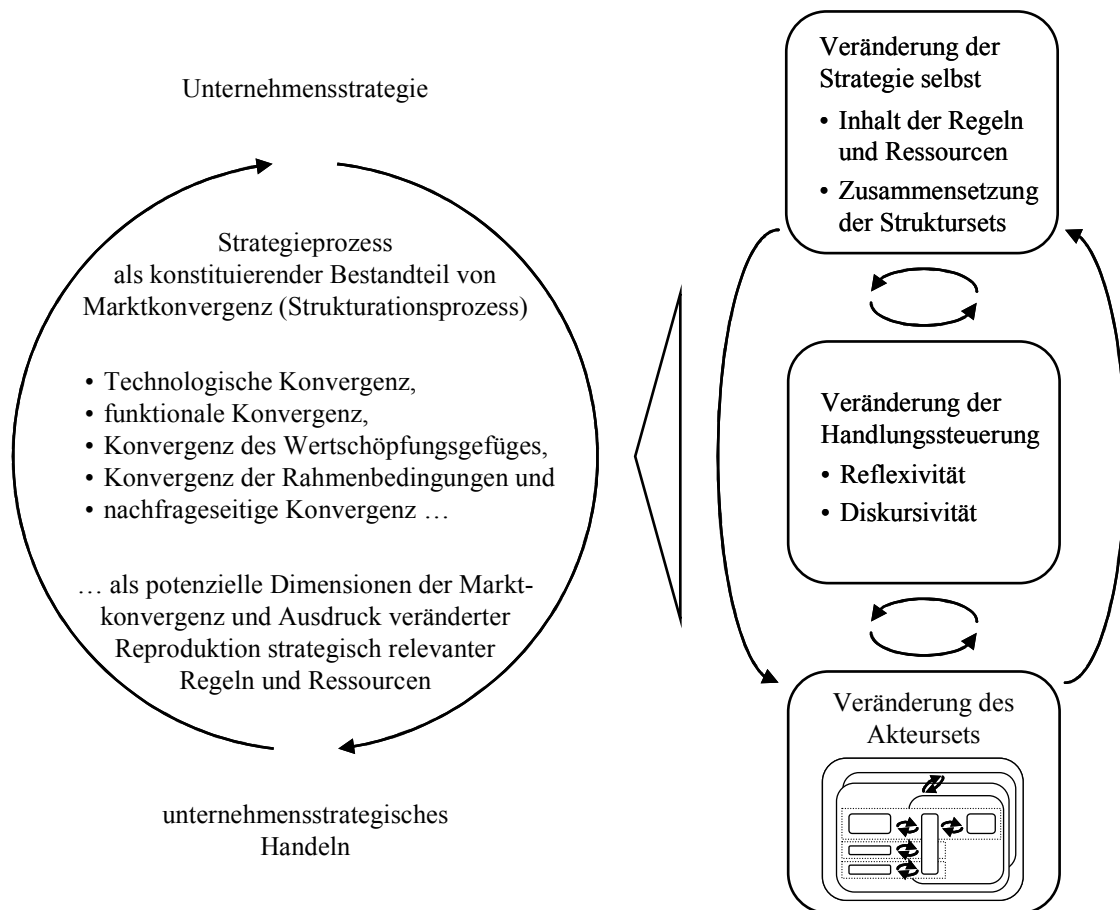 Unternehmensstrategie
Strategieprozess
als konstituierender Bestandteil von
Marktkonvergenz (Strukturationsprozess)
• Technologische Konvergenz,
• funktionale Konvergenz,
• Konvergenz des Wertschöpfungsgefüges,
• Konvergenz der Rahmenbedingungen und
• nachfrageseitige Konvergenz …
… als potenzielle Dimensionen der Markt-
konvergenz und Ausdruck veränderter
Reproduktion strategisch relevanter
Regeln und Ressourcen
unternehmensstrategisches
Handeln
Veränderung der
Strategie selbst
• Inhalt der Regeln
und Ressourcen
• Zusammensetzung
der Struktursets
Veränderung der
Handlungssteuerung
• Reflexivität
• Diskursivität
Veränderung des
Akteursets